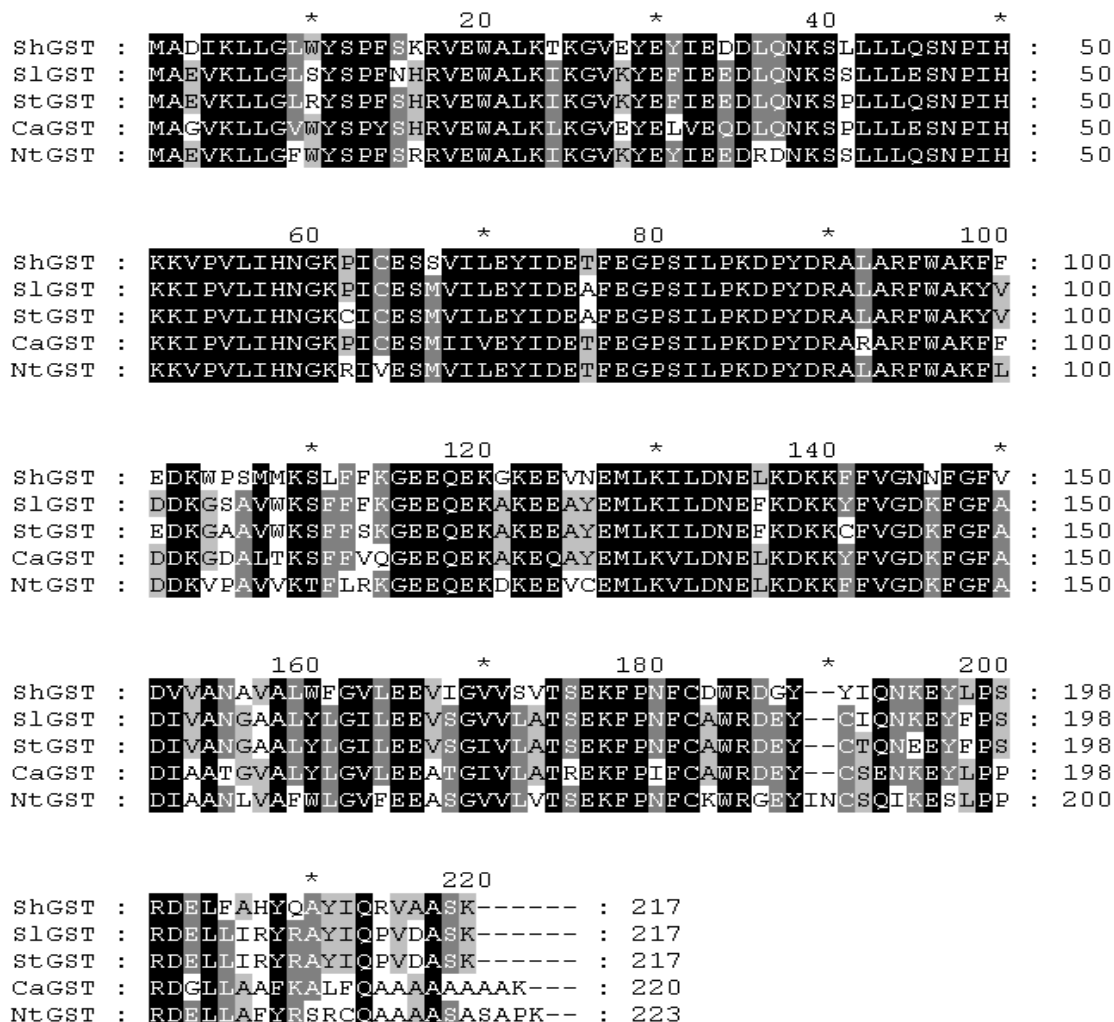 * 20 * 40 *
ShGST : MADIKLLGLWYSPFSKRVEWALKTKGVEYEYIEDDLQNKSLLLLQSNPIH : 50
SlGST : MAEVKLLGLSYSPFNHRVEWALKIKGVKYEFIEEDLQNKSSLLLESNPIH : 50
StGST : MAEVKLLGLRYSPFSHRVEWALKIKGVKYEFIEEDLQNKSPLLLQSNPIH : 50
CaGST : MAGVKLLGVWYSPYSHRVEWALKLKGVEYELVEQDLQNKSPLLLESNPIH : 50
NtGST : MAEVKLLGFWYSPFSRRVEWALKIKGVKYEYIEEDRDNKSSLLLQSNPIH : 50
60 * 80 * 100
ShGST : KKVPVLIHNGKPICESSVILEYIDETFEGPSILPKDPYDRALARFWAKFF : 100
SlGST : KKIPVLIHNGKPICESMVILEYIDEAFEGPSILPKDPYDRALARFWAKYV : 100
StGST : KKIPVLIHNGKCICESMVILEYIDEAFEGPSILPKDPYDRALARFWAKYV : 100
CaGST : KKIPVLIHNGKPICESMIIVEYIDETFEGPSILPKDPYDRARARFWAKFF : 100
NtGST : KKVPVLIHNGKRIVESMVILEYIDETFEGPSILPKDPYDRALARFWAKFL : 100
* 120 * 140 *
ShGST : EDKWPSMMKSLFFKGEEQEKGKEEVNEMLKILDNELKDKKFFVGNNFGFV : 150
SlGST : DDKGSAVWKSFFFKGEEQEKAKEEAYEMLKILDNEFKDKKYFVGDKFGFA : 150
StGST : EDKGAAVWKSFFSKGEEQEKAKEEAYEMLKILDNEFKDKKCFVGDKFGFA : 150
CaGST : DDKGDALTKSFFVQGEEQEKAKEQAYEMLKVLDNELKDKKYFVGDKFGFA : 150
NtGST : DDKVPAVVKTFLRKGEEQEKDKEEVCEMLKVLDNELKDKKFFVGDKFGFA : 150
160 * 180 * 200
ShGST : DVVANAVALWFGVLEEVIGVVSVTSEKFPNFCDWRDGY--YIQNKEYLPS : 198
SlGST : DIVANGAALYLGILEEVSGVVLATSEKFPNFCAWRDEY--CIQNKEYFPS : 198
StGST : DIVANGAALYLGILEEVSGIVLATSEKFPNFCAWRDEY--CTQNEEYFPS : 198
CaGST : DIAATGVALYLGVLEEATGIVLATREKFPIFCAWRDEY--CSENKEYLPP : 198
NtGST : DIAANLVAFWLGVFEEASGVVLVTSEKFPNFCKWRGEYINCSQIKESLPP : 200
* 220
ShGST : RDELFAHYQAYIQRVAASK------ : 217
SlGST : RDELLIRYRAYIQPVDASK------ : 217
StGST : RDELLIRYRAYIQPVDASK------ : 217
CaGST : RDGLLAAFKALFQAAAAAAAAK--- : 220
NtGST : RDELLAFYRSRCQAAAASASAPK-- : 223